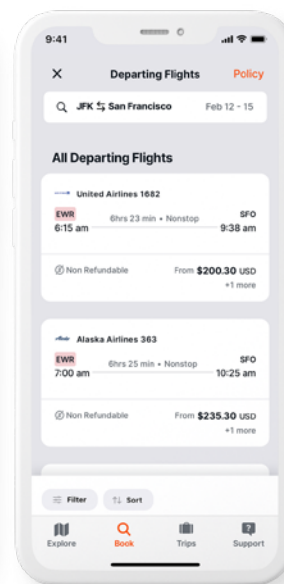 9:41
Departing Flights Policy
JFK ⇆ San Francisco Feb 12 - 15
All Departing Flights
United Airlines 1682
EWR 6hrs 23 min • Nonstop SFO
6:15 am 9:38 am
Non Refundable From $200.30 USD
+1 more
Alaska Airlines 363
EWR 6hrs 25 min • Nonstop SFO
7:00 am 10:25 am
Non Refundable From $235.30 USD
+1 more
Filter Sort
Explore Book Trips Support